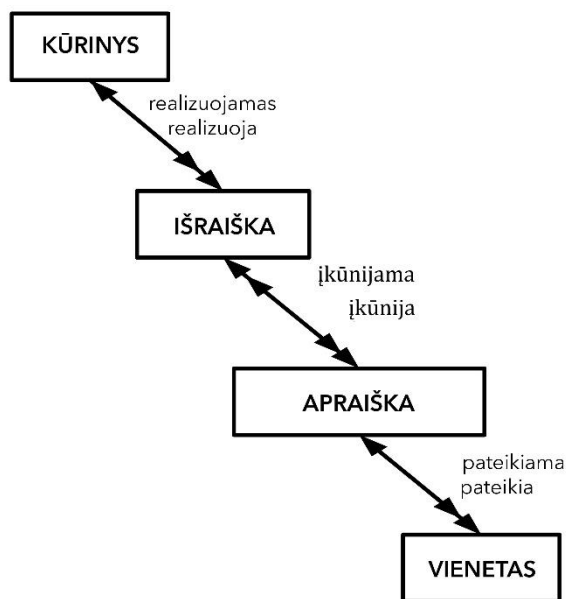 KŪRINYS
realizuojamas
realizuoja
IŠRAIŠKA
įkūnijama
įkūnija
APRAIŠKA
pateikiama
pateikia
VIENETAS